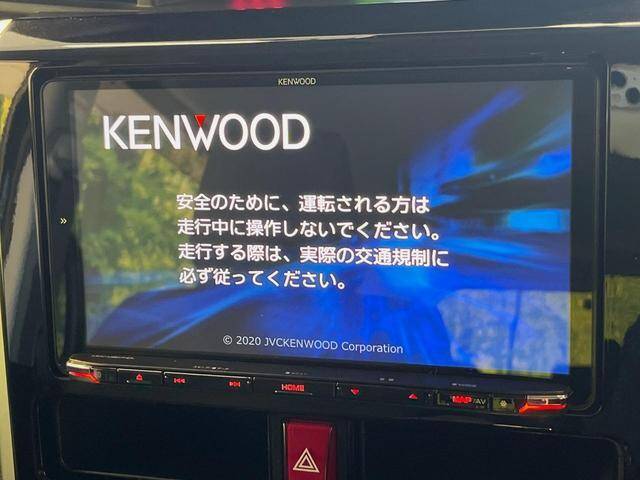 KENWOOD
KENWOOD
安全のために、運転される方は
走行中に操作しないでください。
走行する際は、実際の交通規制に
必ず従ってください。
© 2020 JVCKENWOOD Corporation
HOME
MAP/AV